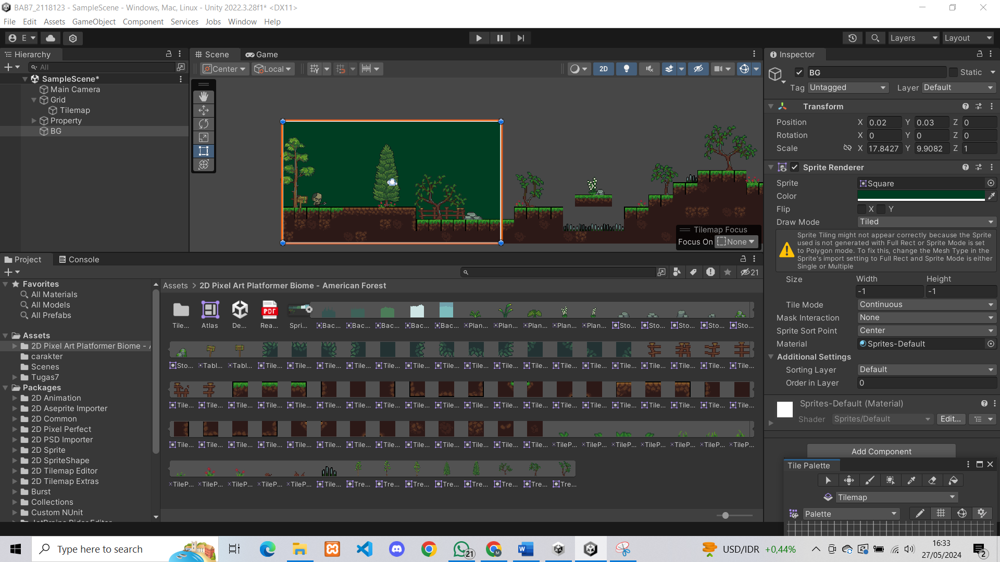 BAB7_2118123 - SampleScene - Windows, Mac, Linux - Unity 2022.3.28f1* <DX11>
File Edit Assets GameObject Component Services Jobs Window Help
E Layers Layout
Hierarchy
All
SampleScene*
Main Camera
Grid
Tilemap
Property
BG
Scene Game
Center Local 2D
Tilemap Focus
Focus On None
Inspector
BG Static
Tag Untagged Layer Default
Transform
Position X 0.02 Y 0.03 Z 0
Rotation X 0 Y 0 Z 0
Scale X 17.8427 Y 9.9082 Z 1
Sprite Renderer
Sprite Square
Color
Flip X Y
Draw Mode Tiled
Sprite Tiling might not appear correctly because the Sprite
used is not generated with Full Rect or Sprite Mode is set
to Polygon mode. To fix this, change the Mesh Type in the
Sprite's import setting to Full Rect and Sprite Mode is either
Single or Multiple
Size Width Height
-1 -1
Tile Mode Continuous
Mask Interaction None
Sprite Sort Point Center
Material Sprites-Default
Additional Settings
Sorting Layer Default
Order in Layer 0
Sprites-Default (Material)
Shader Sprites/Default Edit...
Add Component
Tile Palette
Tilemap
Palette
Project Console
21
Favorites
All Materials
All Models
All Prefabs
Assets
2D Pixel Art Platformer Biome -
carakter
Scenes
Tugas7
Packages
2D Animation
2D Aseprite Importer
2D Common
2D Pixel Perfect
2D PSD Importer
2D Sprite
2D SpriteShape
2D Tilemap Editor
2D Tilemap Extras
Burst
Collections
Custom NUnit
JetBrains Rider Editor
Assets > 2D Pixel Art Platformer Biome - American Forest
PDF
Tile... Atlas De... Rea... Spri... Bac... Bac... Bac... Bac... Bac... Plan... Plan... Plan... Plan... Plan... Sto... Sto... Sto... Sto... Sto...
Sto... Tabl... Tabl... Tile... Tile... Tile... Tile... Tile... Tile... Tile... Tile... Tile... Tile... Tile... Tile... Tile... Tile... Tile... Tile... Tile...
Tile... Tile... Tile... Tile... Tile... Tile... Tile... Tile... Tile... Tile... Tile... Tile... Tile... Tile... Tile... Tile... Tile... Tile... Tile... Tile...
Tile... Tile... Tile... Tile... Tile... Tile... Tile... Tile... Tile... Tile... Tile... Tile... Tile... TileP... TileP... TileP... TileP... TileP... TileP... TileP...
TileP... TileP... TileP... TileP... TileP... Tile... Tre... Tre... Tre... Tre... Tre... Tre... Tre... Tre...
Type here to search
21
USD/IDR +0,44%
16:33
27/05/2024
2